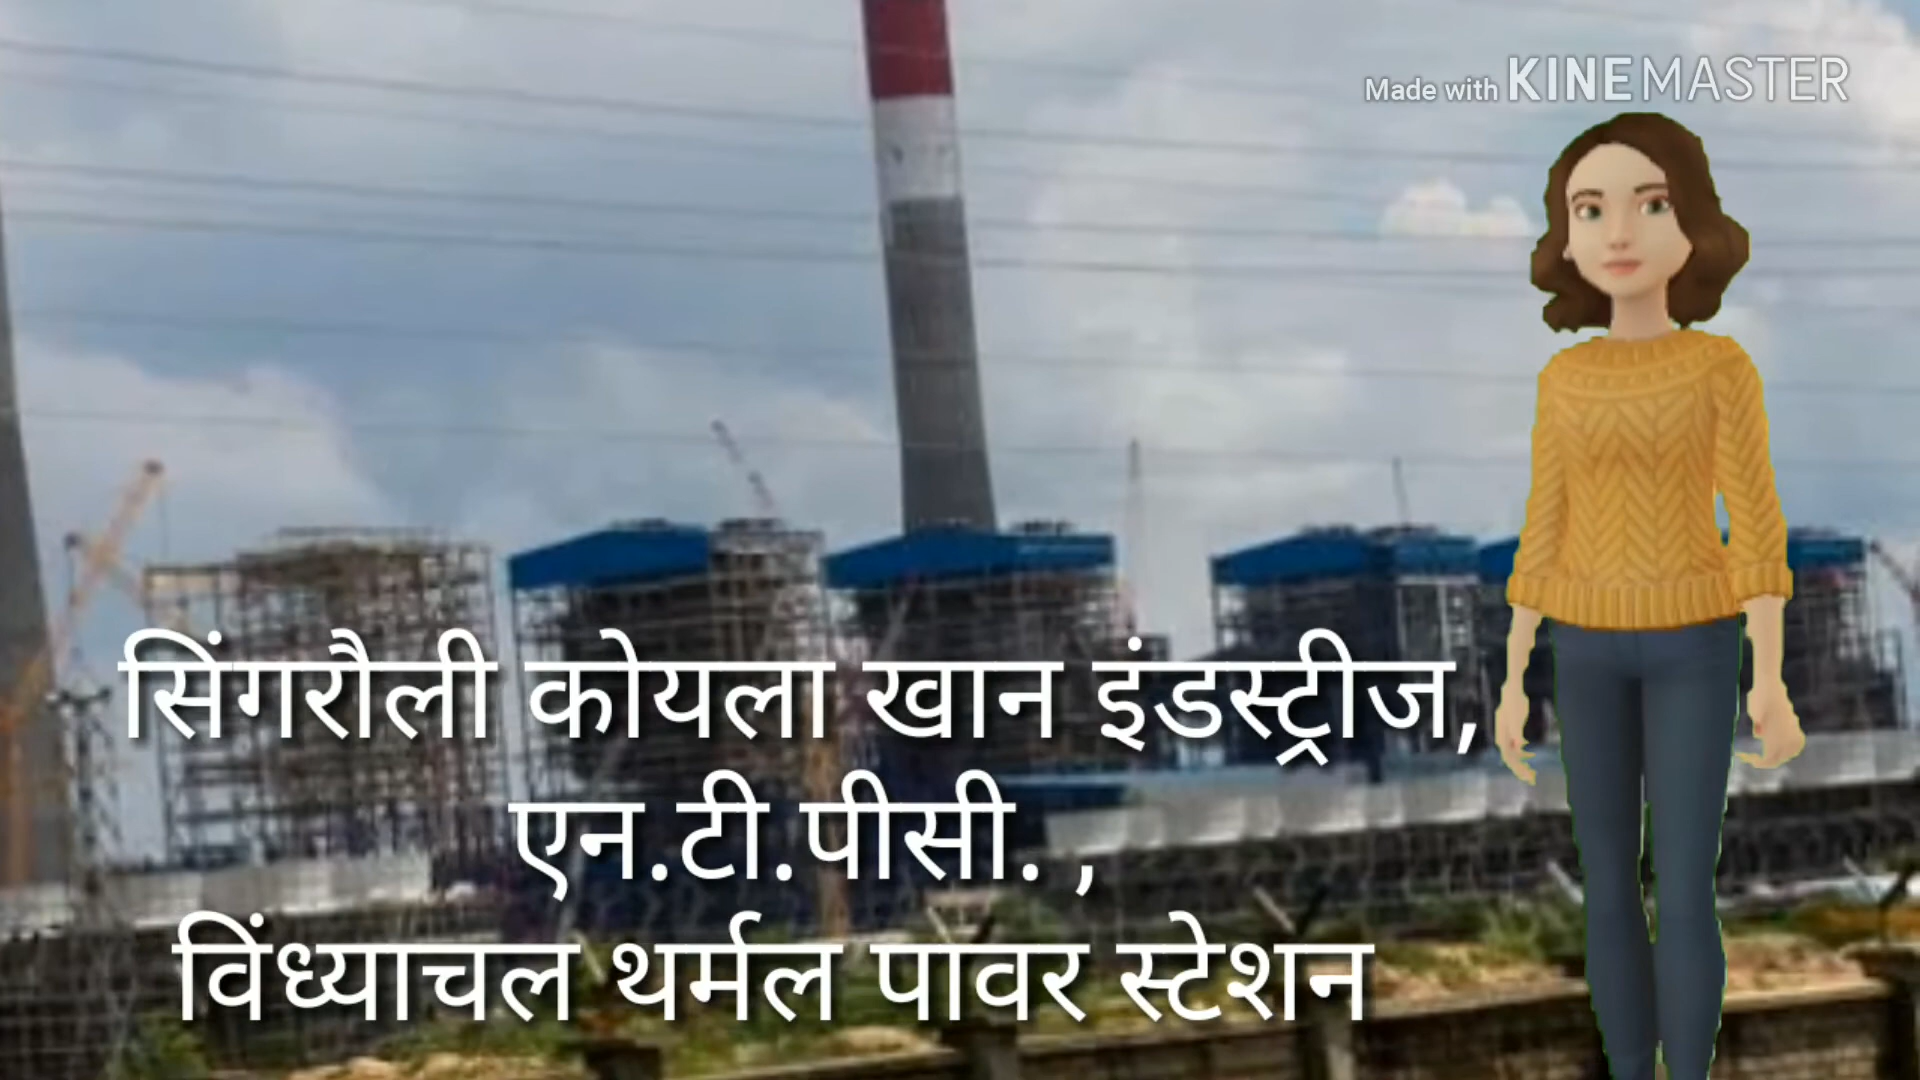 Made with KINEMASTER
सिंगरौली कोयला खान इंडस्ट्रीज,
एन.टी.पीसी. ,
विंध्याचल थर्मल पावर स्टेशन